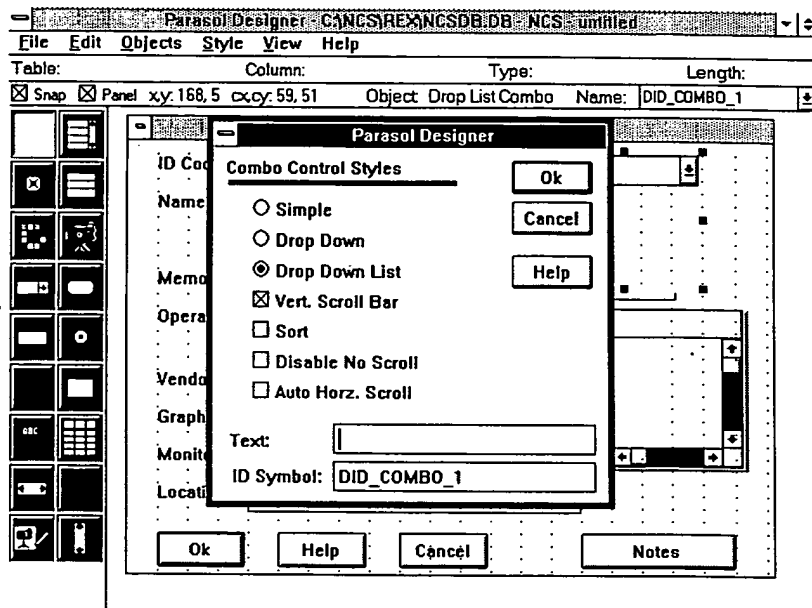 Parasol Designer - C:\NCS\REX\NCSDB.DB - NCS - untitled
File Edit Objects Style View Help
Table: Column: Type: Length:
Snap Panel x,y: 168, 5 cx,cy: 59, 51 Object: Drop List Combo Name: DID_COMBO_1
Parasol Designer
Combo Control Styles
Ok
Simple
Cancel
Drop Down
Drop Down List
Help
Vert. Scroll Bar
Sort
Disable No Scroll
Auto Horz. Scroll
Text:
ID Symbol: DID_COMBO_1
ID Coo
Name
Memo
Opera
Vendo
Graph
Monito
Locati
ABC
Ok Help Cancel Notes